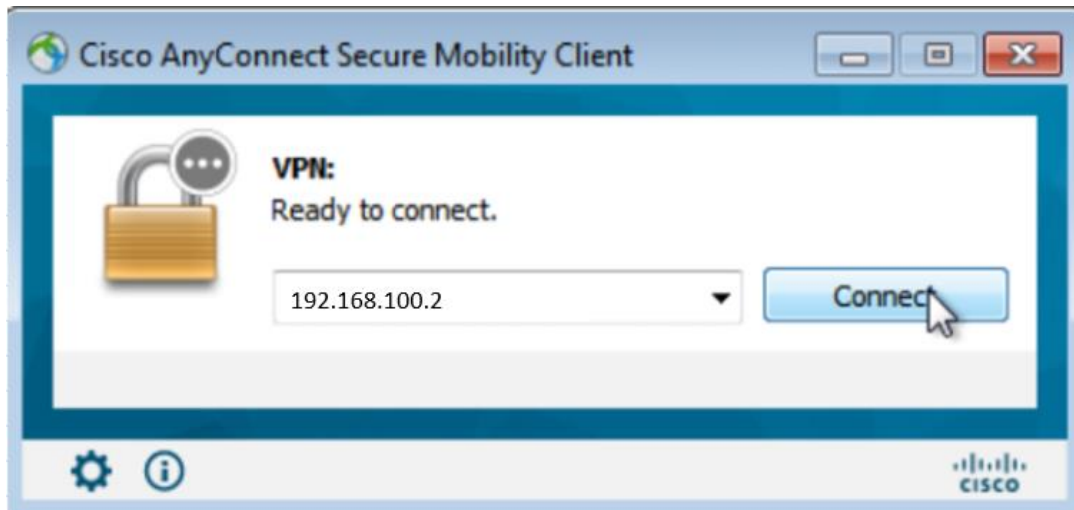 Cisco AnyConnect Secure Mobility Client
VPN:
Ready to connect.
192.168.100.2
Connect
CISCO